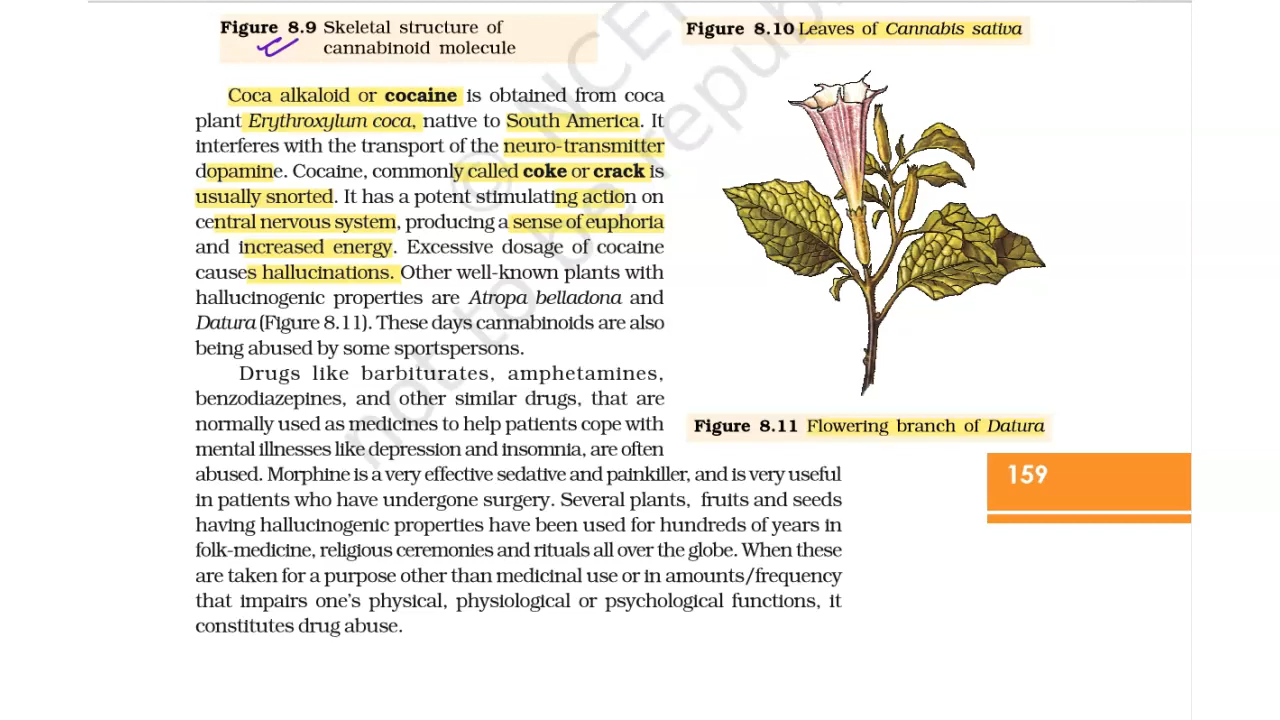 Figure 8.9 Skeletal structure of
cannabinoid molecule
Figure 8.10 Leaves of Cannabis sativa
Coca alkaloid or cocaine is obtained from coca
plant Erythroxylum coca, native to South America. It
interferes with the transport of the neuro-transmitter
dopamine. Cocaine, commonly called coke or crack is
usually snorted. It has a potent stimulating action on
central nervous system, producing a sense of euphoria
and increased energy. Excessive dosage of cocaine
causes hallucinations. Other well-known plants with
hallucinogenic properties are Atropa belladona and
Datura (Figure 8.11). These days cannabinoids are also
being abused by some sportspersons.
Drugs like barbiturates, amphetamines,
benzodiazepines, and other similar drugs, that are
normally used as medicines to help patients cope with
mental illnesses like depression and insomnia, are often
abused. Morphine is a very effective sedative and painkiller, and is very useful
in patients who have undergone surgery. Several plants, fruits and seeds
having hallucinogenic properties have been used for hundreds of years in
folk-medicine, religious ceremonies and rituals all over the globe. When these
are taken for a purpose other than medicinal use or in amounts/frequency
that impairs one's physical, physiological or psychological functions, it
constitutes drug abuse.
Figure 8.11 Flowering branch of Datura
159
© NCE
not to be republ